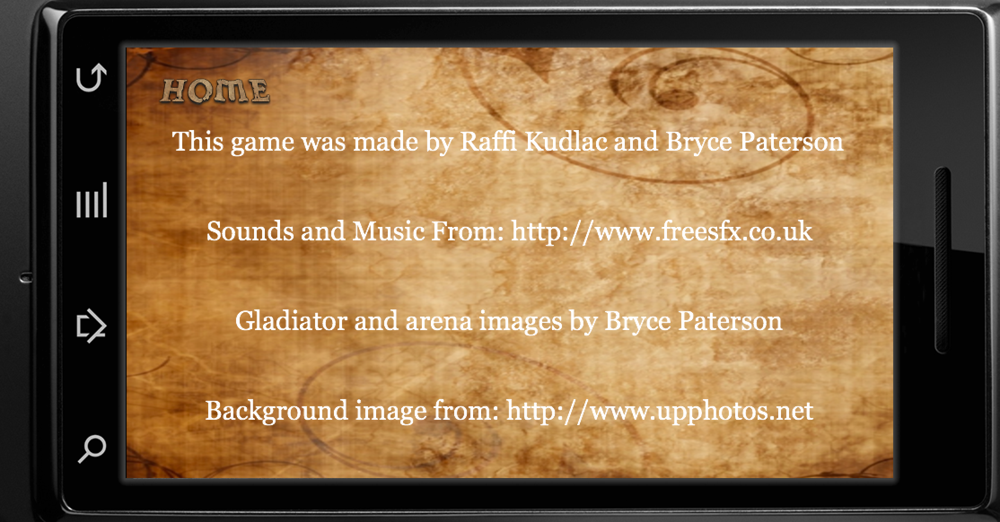 HOME
This game was made by Raffi Kudlac and Bryce Paterson
Sounds and Music From: http://www.freesfx.co.uk
Gladiator and arena images by Bryce Paterson
Background image from: http://www.upphotos.net